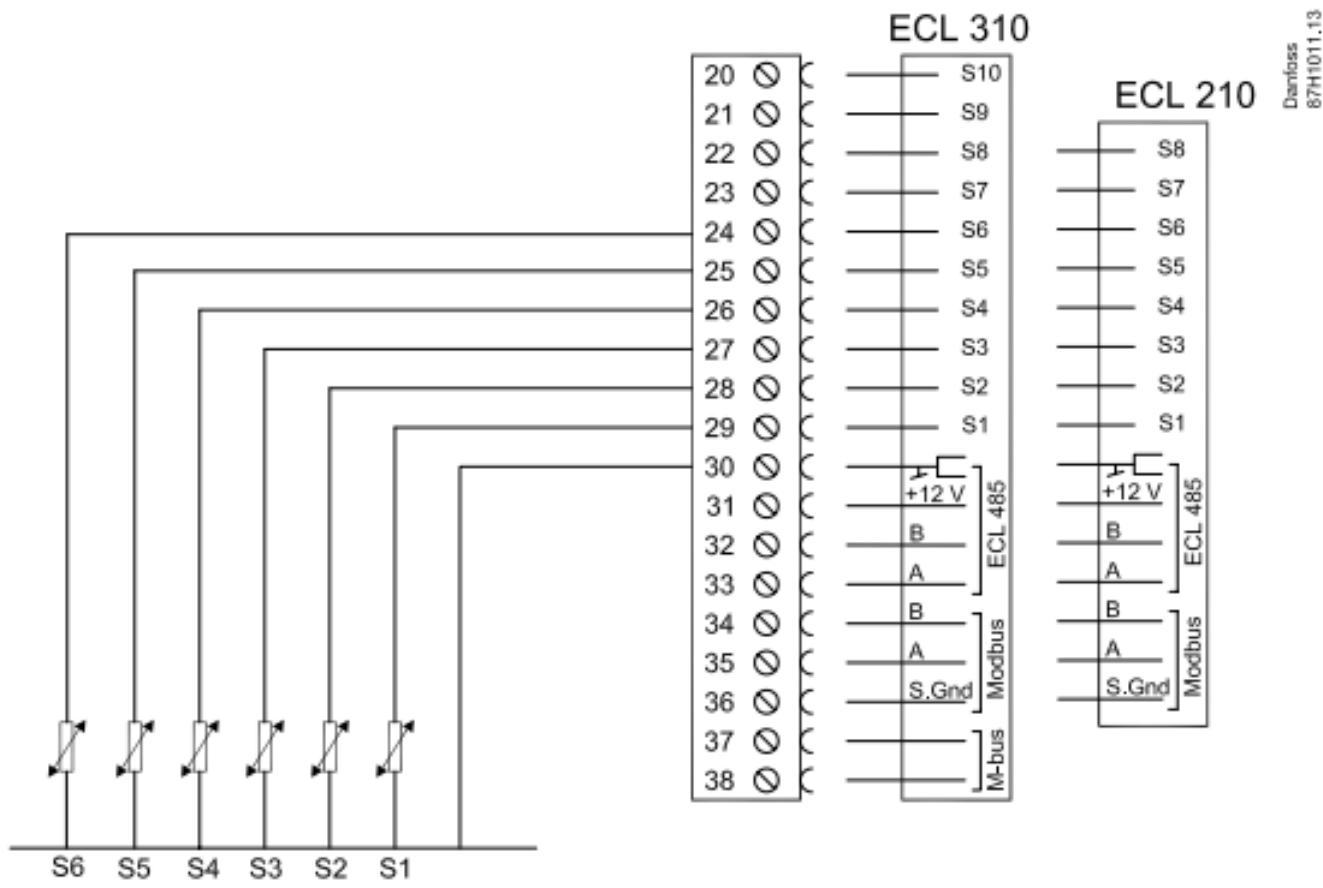 ECL 310
ECL 210
Danfoss
87H1011.13
20 S10
21 S9
22 S8 S8
23 S7 S7
24 S6 S6
25 S5 S5
26 S4 S4
27 S3 S3
28 S2 S2
29 S1 S1
30
31 +12 V +12 V
32 B B
33 A A
ECL 485 ECL 485
34 B B
35 A A
36 S.Gnd S.Gnd
Modbus Modbus
37
38
M-bus
S6 S5 S4 S3 S2 S1